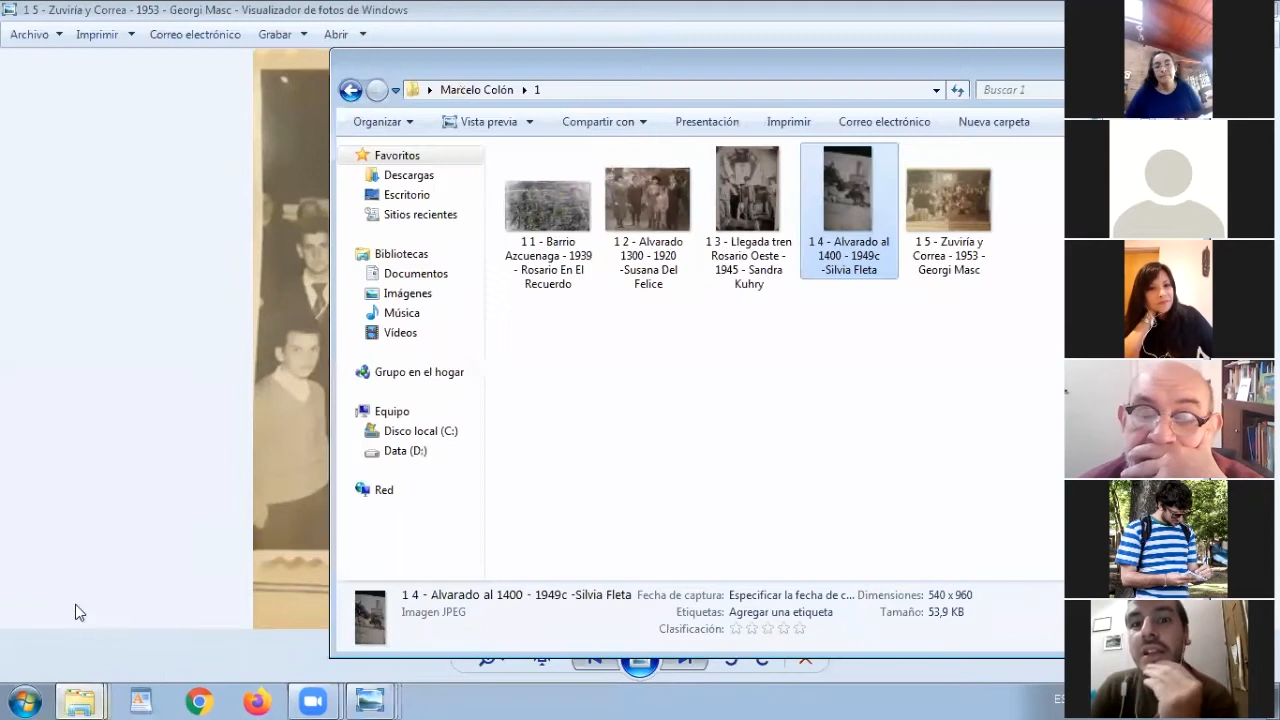 1 5 - Zuviría y Correa - 1953 - Georgi Masc - Visualizador de fotos de Windows
Archivo Imprimir Correo electrónico Grabar Abrir
Marcelo Colón 1
Buscar 1
Organizar Vista previa Compartir con Presentación Imprimir Correo electrónico Nueva carpeta
Favoritos
Descargas
Escritorio
Sitios recientes
Bibliotecas
Documentos
Imágenes
Música
Vídeos
Grupo en el hogar
Equipo
Disco local (C:)
Data (D:)
Red
1 1 - Barrio
Azcuenaga - 1939
Rosario En El
Recuerdo
1 2 - Alvarado
1300 - 1920
-Susana Del
Felice
1 3 - Llegada tren
Rosario Oeste -
1945 - Sandra
Kuhry
1 4 - Alvarado al
1400 - 1949c
-Silvia Fleta
1 5 - Zuviría y
Correa - 1953 -
Georgi Masc
1 4 - Alvarado al 1400 - 1949c -Silvia Fleta Fecha de captura: Especificar la fecha de c... Dimensiones: 540 x 960
Imagen JPEG Etiquetas: Agregar una etiqueta Tamaño: 53,9 KB
Clasificación:
ES